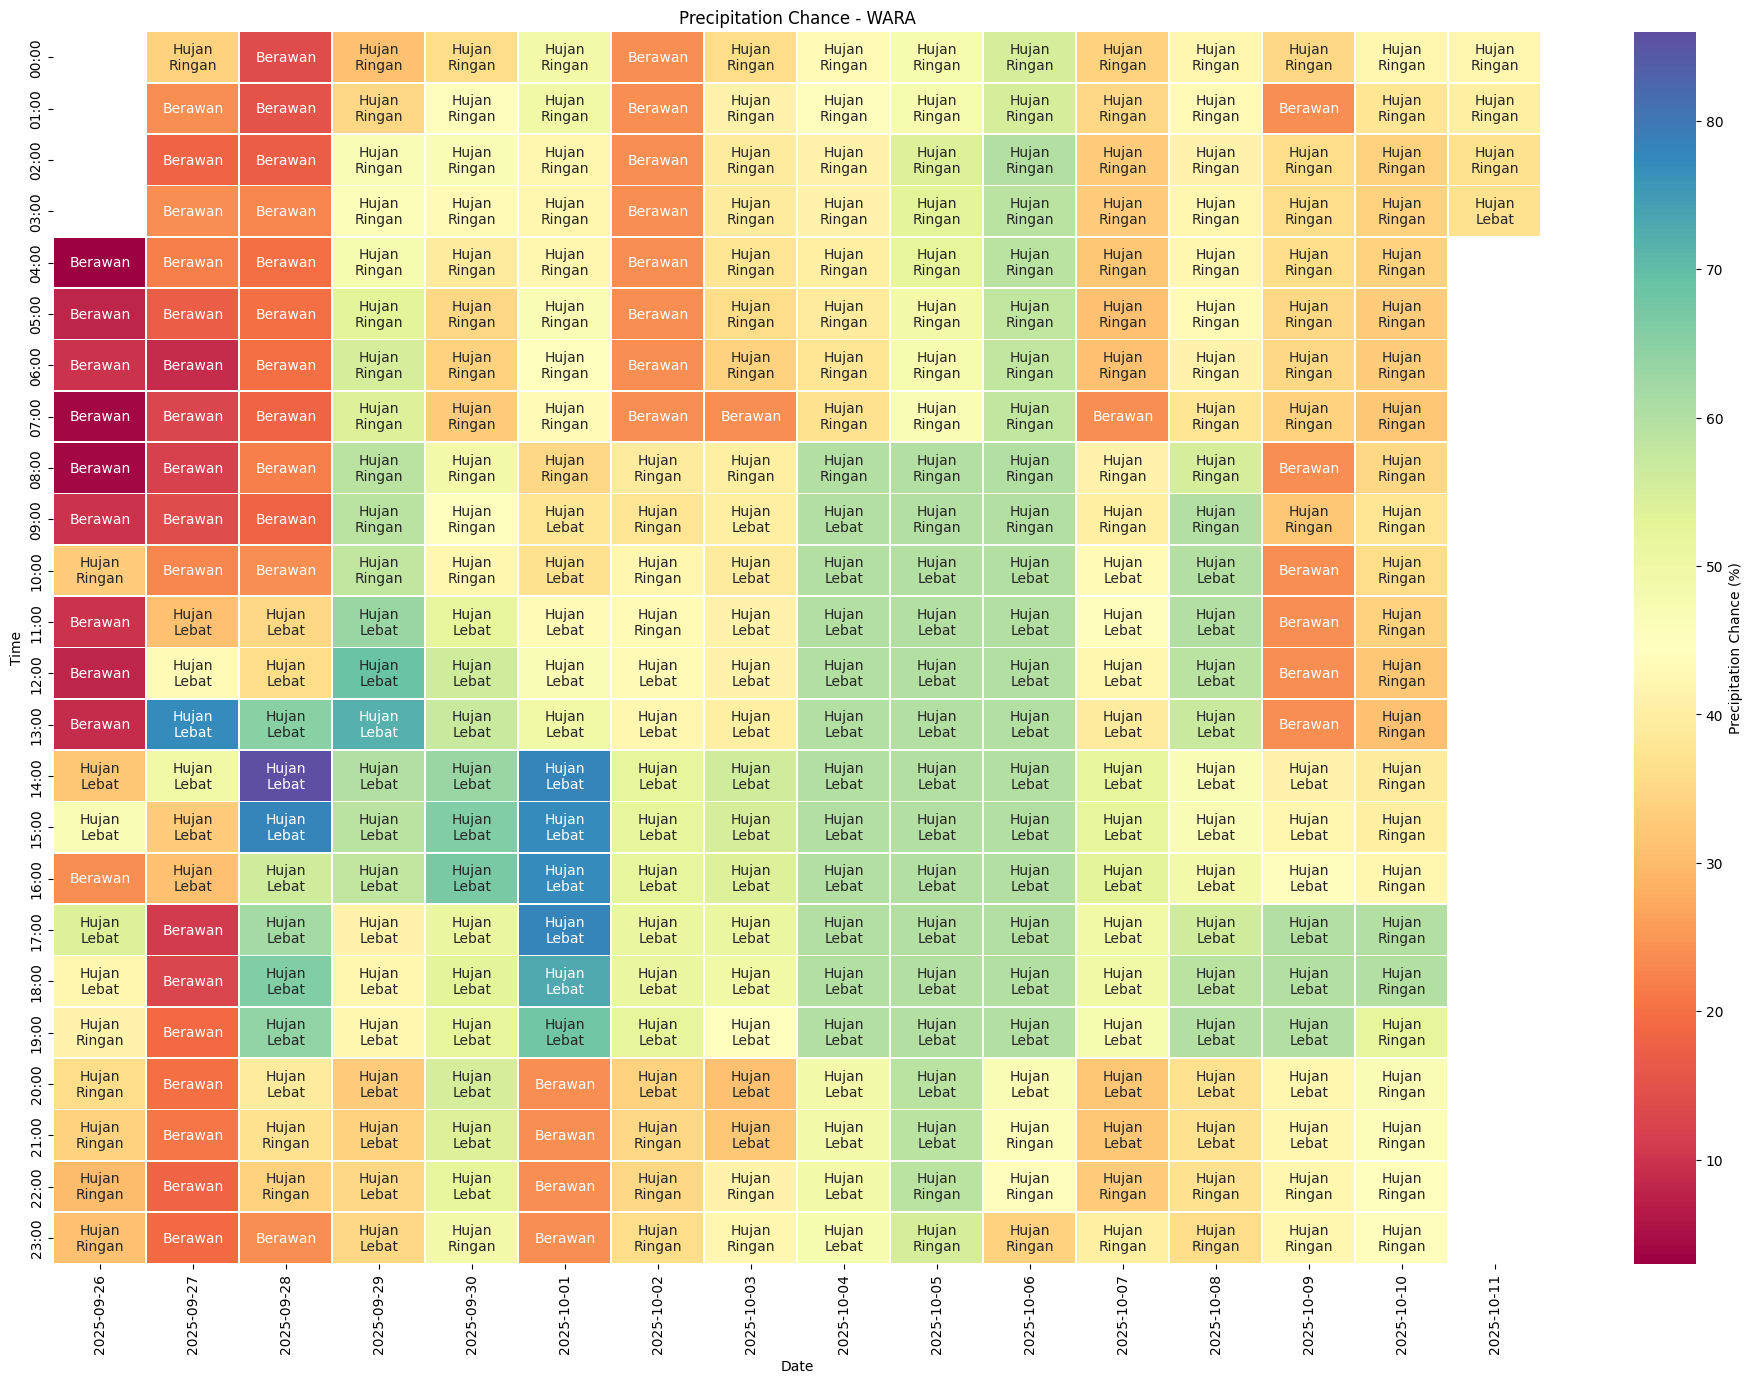 Precipitation Chance - WARA
00:00 Hujan Ringan Berawan Hujan Ringan Hujan Ringan Hujan Ringan Berawan Hujan Ringan Hujan Ringan Hujan Ringan Hujan Ringan Hujan Ringan Hujan Ringan Hujan Ringan Hujan Ringan Hujan Ringan
01:00 Berawan Berawan Hujan Ringan Hujan Ringan Hujan Ringan Berawan Hujan Ringan Hujan Ringan Hujan Ringan Hujan Ringan Hujan Ringan Hujan Ringan Berawan Hujan Ringan Hujan Ringan
02:00 Berawan Berawan Hujan Ringan Hujan Ringan Hujan Ringan Berawan Hujan Ringan Hujan Ringan Hujan Ringan Hujan Ringan Hujan Ringan Hujan Ringan Hujan Ringan Hujan Ringan Hujan Ringan
03:00 Berawan Berawan Hujan Ringan Hujan Ringan Hujan Ringan Berawan Hujan Ringan Hujan Ringan Hujan Ringan Hujan Ringan Hujan Ringan Hujan Ringan Hujan Ringan Hujan Ringan Hujan Lebat
04:00 Berawan Berawan Berawan Hujan Ringan Hujan Ringan Hujan Ringan Berawan Hujan Ringan Hujan Ringan Hujan Ringan Hujan Ringan Hujan Ringan Hujan Ringan Hujan Ringan Hujan Ringan
05:00 Berawan Berawan Berawan Hujan Ringan Hujan Ringan Hujan Ringan Berawan Hujan Ringan Hujan Ringan Hujan Ringan Hujan Ringan Hujan Ringan Hujan Ringan Hujan Ringan Hujan Ringan
06:00 Berawan Berawan Berawan Hujan Ringan Hujan Ringan Hujan Ringan Berawan Hujan Ringan Hujan Ringan Hujan Ringan Hujan Ringan Hujan Ringan Hujan Ringan Hujan Ringan Hujan Ringan
07:00 Berawan Berawan Berawan Hujan Ringan Hujan Ringan Hujan Ringan Berawan Berawan Hujan Ringan Hujan Ringan Hujan Ringan Berawan Hujan Ringan Hujan Ringan Hujan Ringan
08:00 Berawan Berawan Berawan Hujan Ringan Hujan Ringan Hujan Ringan Hujan Ringan Hujan Ringan Hujan Ringan Hujan Ringan Hujan Ringan Hujan Ringan Hujan Ringan Berawan Hujan Ringan
09:00 Berawan Berawan Berawan Hujan Ringan Hujan Ringan Hujan Lebat Hujan Ringan Hujan Lebat Hujan Lebat Hujan Ringan Hujan Ringan Hujan Ringan Hujan Ringan Hujan Ringan Hujan Ringan
10:00 Hujan Ringan Berawan Berawan Hujan Ringan Hujan Ringan Hujan Lebat Hujan Ringan Hujan Lebat Hujan Lebat Hujan Lebat Hujan Lebat Hujan Lebat Hujan Lebat Berawan Hujan Ringan
11:00 Berawan Hujan Lebat Hujan Lebat Hujan Lebat Hujan Lebat Hujan Lebat Hujan Ringan Hujan Lebat Hujan Lebat Hujan Lebat Hujan Lebat Hujan Lebat Hujan Lebat Berawan Hujan Ringan
12:00 Berawan Hujan Lebat Hujan Lebat Hujan Lebat Hujan Lebat Hujan Lebat Hujan Lebat Hujan Lebat Hujan Lebat Hujan Lebat Hujan Lebat Hujan Lebat Hujan Lebat Berawan Hujan Ringan
13:00 Berawan Hujan Lebat Hujan Lebat Hujan Lebat Hujan Lebat Hujan Lebat Hujan Lebat Hujan Lebat Hujan Lebat Hujan Lebat Hujan Lebat Hujan Lebat Hujan Lebat Berawan Hujan Ringan
14:00 Hujan Lebat Hujan Lebat Hujan Lebat Hujan Lebat Hujan Lebat Hujan Lebat Hujan Lebat Hujan Lebat Hujan Lebat Hujan Lebat Hujan Lebat Hujan Lebat Hujan Lebat Hujan Lebat Hujan Ringan
15:00 Hujan Lebat Hujan Lebat Hujan Lebat Hujan Lebat Hujan Lebat Hujan Lebat Hujan Lebat Hujan Lebat Hujan Lebat Hujan Lebat Hujan Lebat Hujan Lebat Hujan Lebat Hujan Lebat Hujan Ringan
16:00 Berawan Hujan Lebat Hujan Lebat Hujan Lebat Hujan Lebat Hujan Lebat Hujan Lebat Hujan Lebat Hujan Lebat Hujan Lebat Hujan Lebat Hujan Lebat Hujan Lebat Hujan Lebat Hujan Ringan
17:00 Hujan Lebat Berawan Hujan Lebat Hujan Lebat Hujan Lebat Hujan Lebat Hujan Lebat Hujan Lebat Hujan Lebat Hujan Lebat Hujan Lebat Hujan Lebat Hujan Lebat Hujan Lebat Hujan Ringan
18:00 Hujan Lebat Berawan Hujan Lebat Hujan Lebat Hujan Lebat Hujan Lebat Hujan Lebat Hujan Lebat Hujan Lebat Hujan Lebat Hujan Lebat Hujan Lebat Hujan Lebat Hujan Lebat Hujan Ringan
19:00 Hujan Ringan Berawan Hujan Lebat Hujan Lebat Hujan Lebat Hujan Lebat Hujan Lebat Hujan Lebat Hujan Lebat Hujan Lebat Hujan Lebat Hujan Lebat Hujan Lebat Hujan Lebat Hujan Ringan
20:00 Hujan Ringan Berawan Hujan Lebat Hujan Lebat Hujan Lebat Berawan Hujan Lebat Hujan Lebat Hujan Lebat Hujan Lebat Hujan Lebat Hujan Lebat Hujan Lebat Hujan Lebat Hujan Ringan
21:00 Hujan Ringan Berawan Hujan Ringan Hujan Lebat Hujan Lebat Berawan Hujan Ringan Hujan Lebat Hujan Lebat Hujan Lebat Hujan Ringan Hujan Lebat Hujan Lebat Hujan Lebat Hujan Ringan
22:00 Hujan Ringan Berawan Hujan Ringan Hujan Lebat Hujan Lebat Berawan Hujan Ringan Hujan Ringan Hujan Lebat Hujan Ringan Hujan Ringan Hujan Ringan Hujan Ringan Hujan Ringan Hujan Ringan
23:00 Hujan Ringan Berawan Berawan Hujan Lebat Hujan Ringan Berawan Hujan Ringan Hujan Ringan Hujan Lebat Hujan Ringan Hujan Ringan Hujan Ringan Hujan Ringan Hujan Ringan Hujan Ringan
Time
2025-09-26 2025-09-27 2025-09-28 2025-09-29 2025-09-30 2025-10-01 2025-10-02 2025-10-03 2025-10-04 2025-10-05 2025-10-06 2025-10-07 2025-10-08 2025-10-09 2025-10-10 2025-10-11
Date
80
70
60
50
40
30
20
10
Precipitation Chance (%)